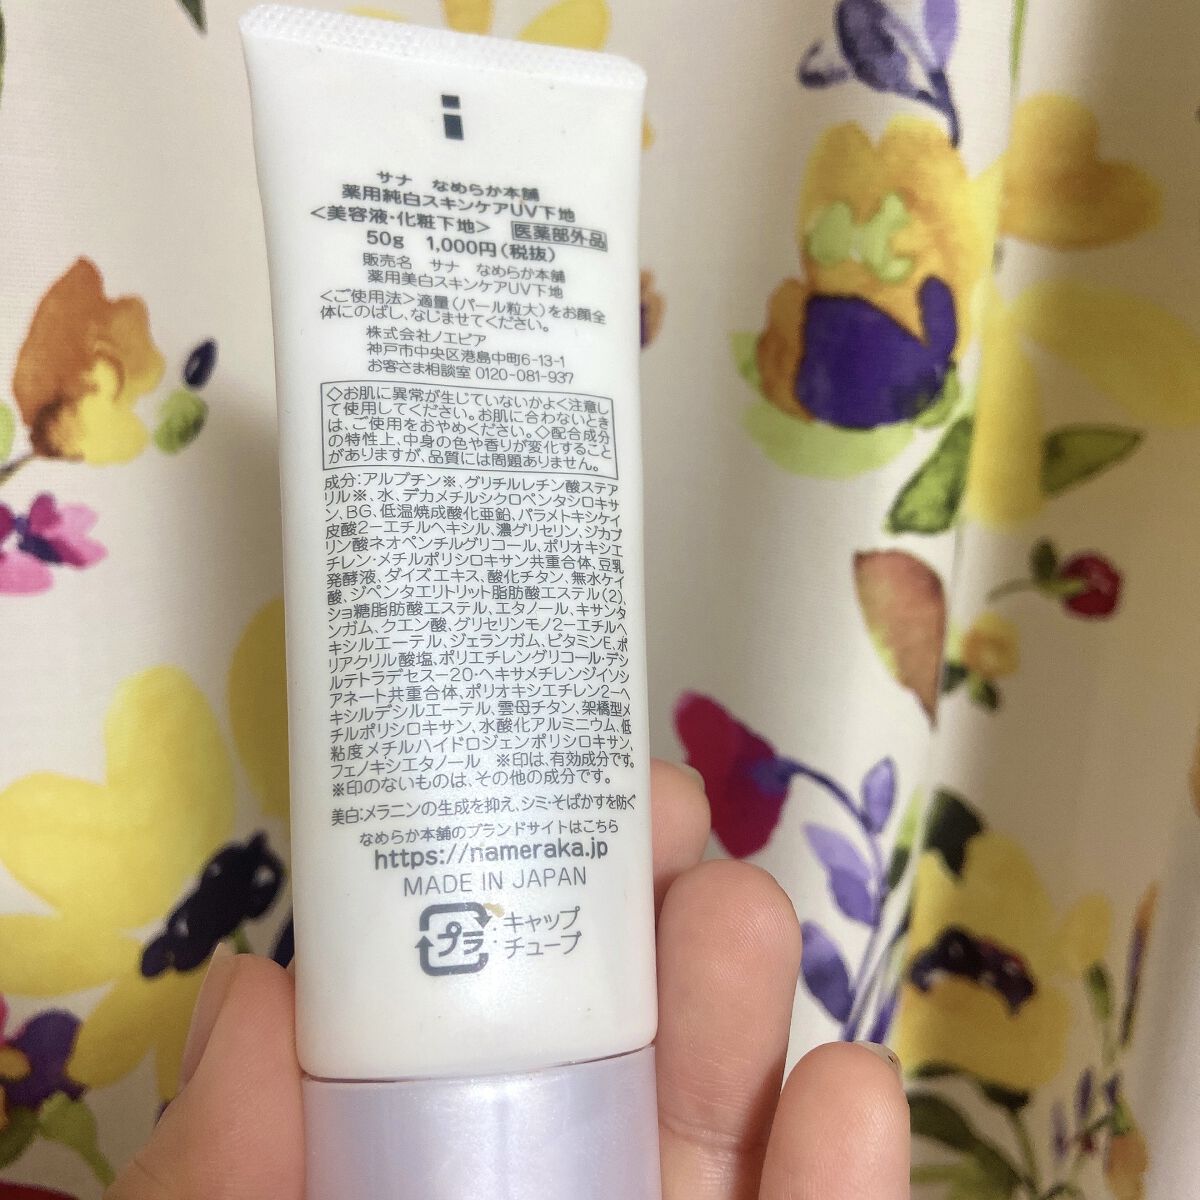 サナ なめらか本舗
薬用純白スキンケアUV下地
<美容液・化粧下地> 医薬部外品
50g 1,000円(税抜)
販売名 サナ なめらか本舗
薬用美白スキンケアUV下地
<ご使用法>適量(パール粒大)をお顔全
体にのばし、なじませてください。
株式会社ノエビア
神戸市中央区港島中町6-13-1
お客さま相談室 0120-081-937
◇お肌に異常が生じていないかよく注意し
て使用してください。お肌に合わないとき
は、ご使用をおやめください。◇配合成分
の特性上、中身の色や香りが変化すること
がありますが、品質には問題ありません。
成分:アルブチン※、グリチルレチン酸ステア
リル※、水、デカメチルシクロペンタシロキサ
ン、BG、低温焼成酸化亜鉛、パラメトキシケイ
皮酸2ーエチルヘキシル、濃グリセリン、ジカプ
リン酸ネオペンチルグリコール、ポリオキシエ
チレン・メチルポリシロキサン共重合体、豆乳
発酵液、ダイズエキス、酸化チタン、無水ケイ
酸、ジペンタエリトリット脂肪酸エステル(2)、
ショ糖脂肪酸エステル、エタノール、キサンタ
ンガム、クエン酸、グリセリンモノ2ーエチルヘ
キシルエーテル、ジェランガム、ビタミンE、ポ
リアクリル酸塩、ポリエチレングリコール・デシ
ルテトラデセスー20・ヘキサメチレンジイソシ
アネート共重合体、ポリオキシエチレン2ーヘ
キシルデシルエーテル、雲母チタン、架橋型メ
チルポリシロキサン、水酸化アルミニウム、低
粘度メチルハイドロジェンポリシロキサン、
フェノキシエタノール ※印は、有効成分です。
※印のないものは、その他の成分です。
美白:メラニンの生成を抑え、シミ・そばかすを防ぐ
なめらか本舗のブランドサイトはこちら
https://nameraka.jp
MADE IN JAPAN
プラ :キャップ
:チューブ